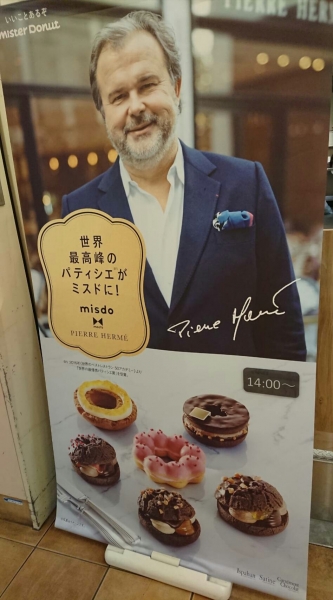 いいことあるぞ
Mister Donut
PIERRE HERMÉ
世界
最高峰の
パティシエ
が
ミスドに！
misdo
PIERRE HERMÉ
Pierre Hermé
14:00～